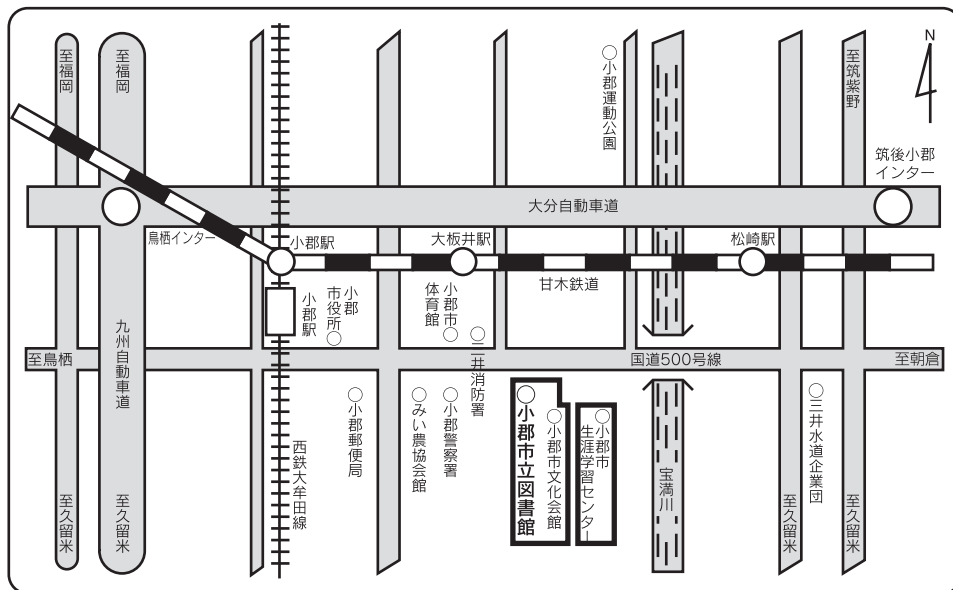 至福岡
至福岡
小郡運動公園
至筑紫野
N
筑後小郡
インター
大分自動車道
鳥栖インター
小郡駅
大板井駅
松崎駅
甘木鉄道
小郡駅
小郡
市役所
小郡市
体育館
三井消防署
九州自動車道
至鳥栖
国道500号線
至朝倉
小郡郵便局
みい農協会館
小郡警察署
小郡市立図書館
小郡市文化会館
小郡市
生涯学習センター
宝満川
三井水道企業団
西鉄大牟田線
至久留米
至久留米
至久留米
至久留米